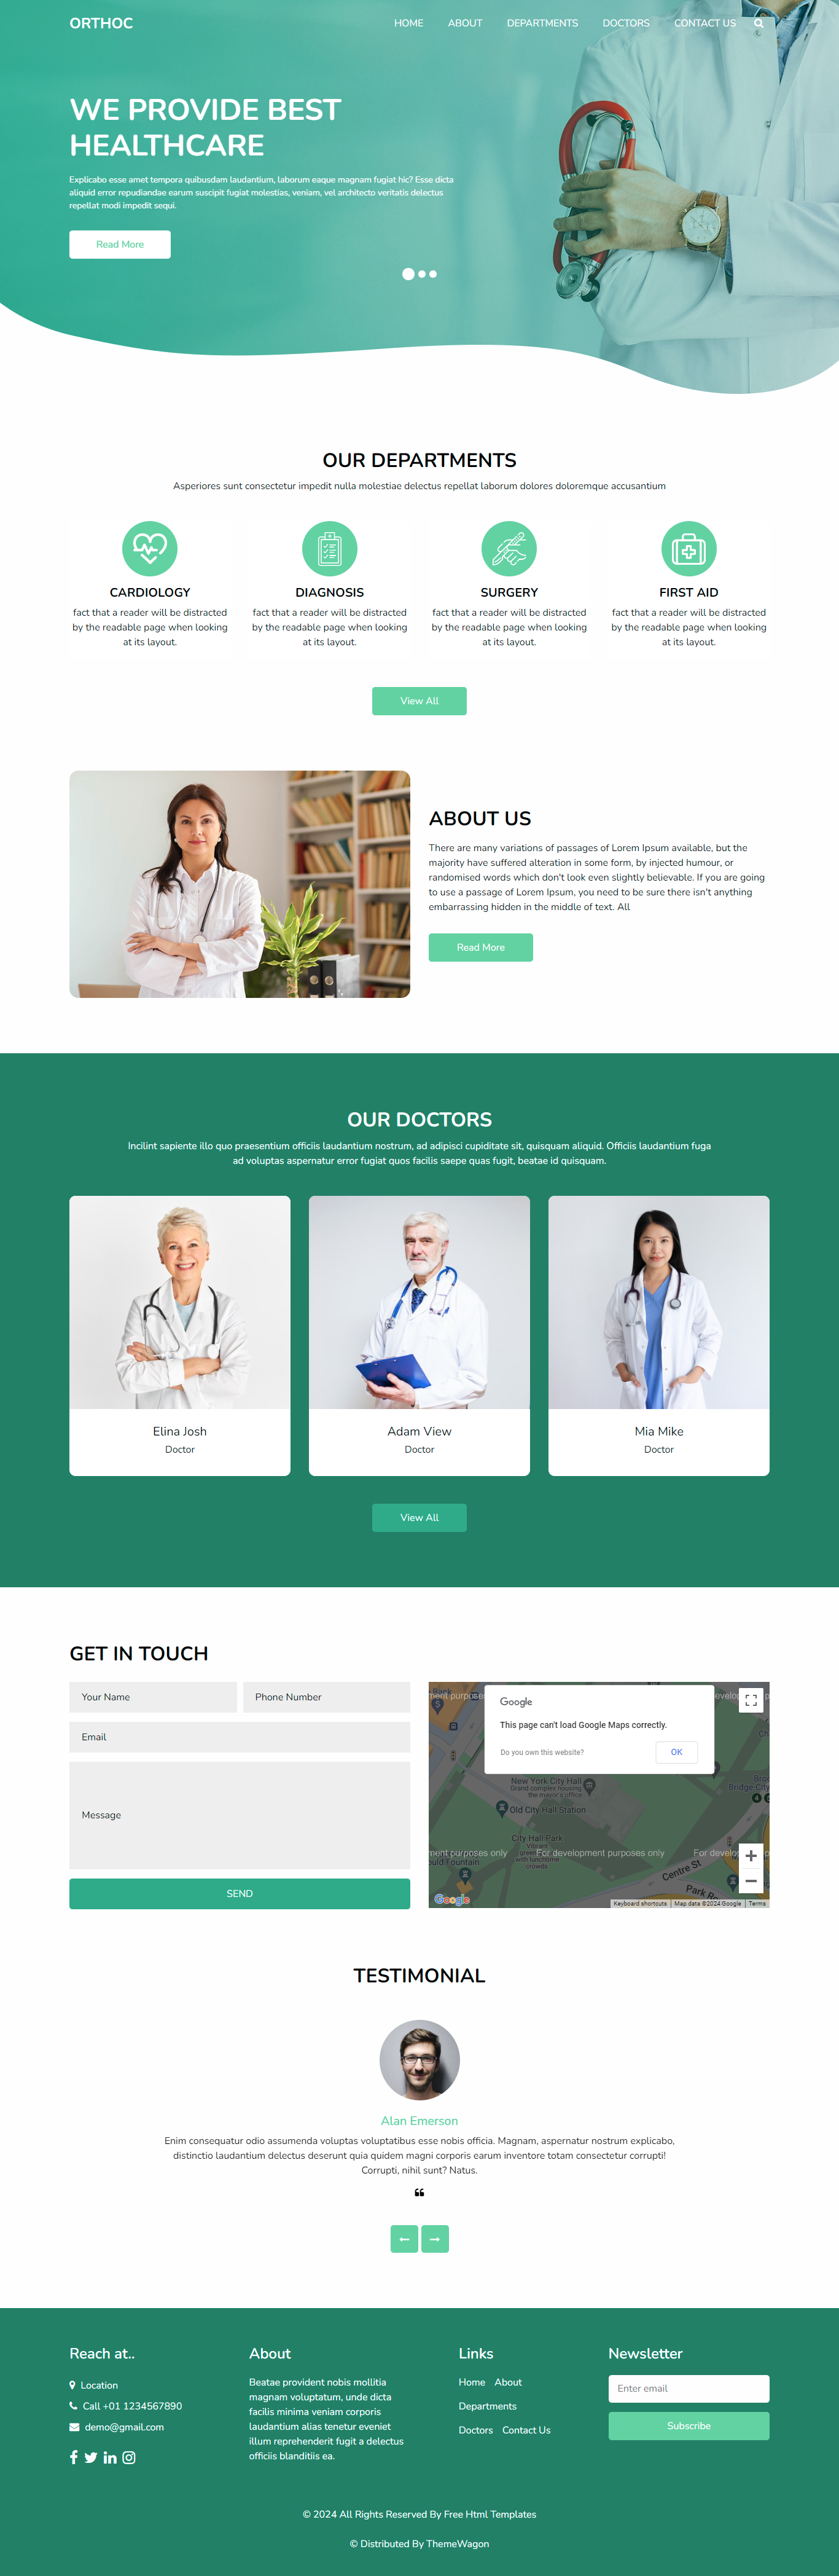 ORTHOC
HOME ABOUT DEPARTMENTS DOCTORS CONTACT US
WE PROVIDE BEST
HEALTHCARE
Explicabo esse amet tempora quibusdam laudantium, laborum eaque magnam fugiat hic? Esse dicta
aliquid error repudiandae earum suscipit fugiat molestias, veniam, vel architecto veritatis delectus
repellat modi impedit sequi.
Read More
OUR DEPARTMENTS
Asperiores sunt consectetur impedit nulla molestiae delectus repellat laborum dolores doloremque accusantium
CARDIOLOGY
fact that a reader will be distracted
by the readable page when looking
at its layout.
DIAGNOSIS
fact that a reader will be distracted
by the readable page when looking
at its layout.
SURGERY
fact that a reader will be distracted
by the readable page when looking
at its layout.
FIRST AID
fact that a reader will be distracted
by the readable page when looking
at its layout.
View All
ABOUT US
There are many variations of passages of Lorem Ipsum available, but the
majority have suffered alteration in some form, by injected humour, or
randomised words which don't look even slightly believable. If you are going
to use a passage of Lorem Ipsum, you need to be sure there isn't anything
embarrassing hidden in the middle of text. All
Read More
OUR DOCTORS
Incilint sapiente illo quo praesentium officiis laudantium nostrum, ad adipisci cupiditate sit, quisquam aliquid. Officiis laudantium fuga
ad voluptas aspernatur error fugiat quos facilis saepe quas fugit, beatae id quisquam.
Elina Josh
Doctor
Adam View
Doctor
Mia Mike
Doctor
View All
GET IN TOUCH
Your Name
Phone Number
Email
Message
SEND
Google
This page can't load Google Maps correctly.
Do you own this website?
OK
New York City Hall
Grand complex housing
the mayor's office
Old City Hall Station
City Hall Park
Vibrant
green
with lunchtime
crowds
ment purposes only
For development purposes only
For develop
Centre St
Park Ro
Google
Keyboard shortcuts
Map data ©2024 Google
Terms
TESTIMONIAL
Alan Emerson
Enim consequatur odio assumenda voluptas voluptatibus esse nobis officia. Magnam, aspernatur nostrum explicabo,
distinctio laudantium delectus deserunt quia quidem magni corporis earum inventore totam consectetur corrupti!
Corrupti, nihil sunt? Natus.
Reach at..
Location
Call +01 1234567890
demo@gmail.com
About
Beatae provident nobis mollitia
magnam voluptatum, unde dicta
facilis minima veniam corporis
laudantium alias tenetur eveniet
illum reprehenderit fugit a delectus
officiis blanditiis ea.
Links
Home About
Departments
Doctors Contact Us
Newsletter
Enter email
Subscribe
© 2024 All Rights Reserved By Free Html Templates
© Distributed By ThemeWagon